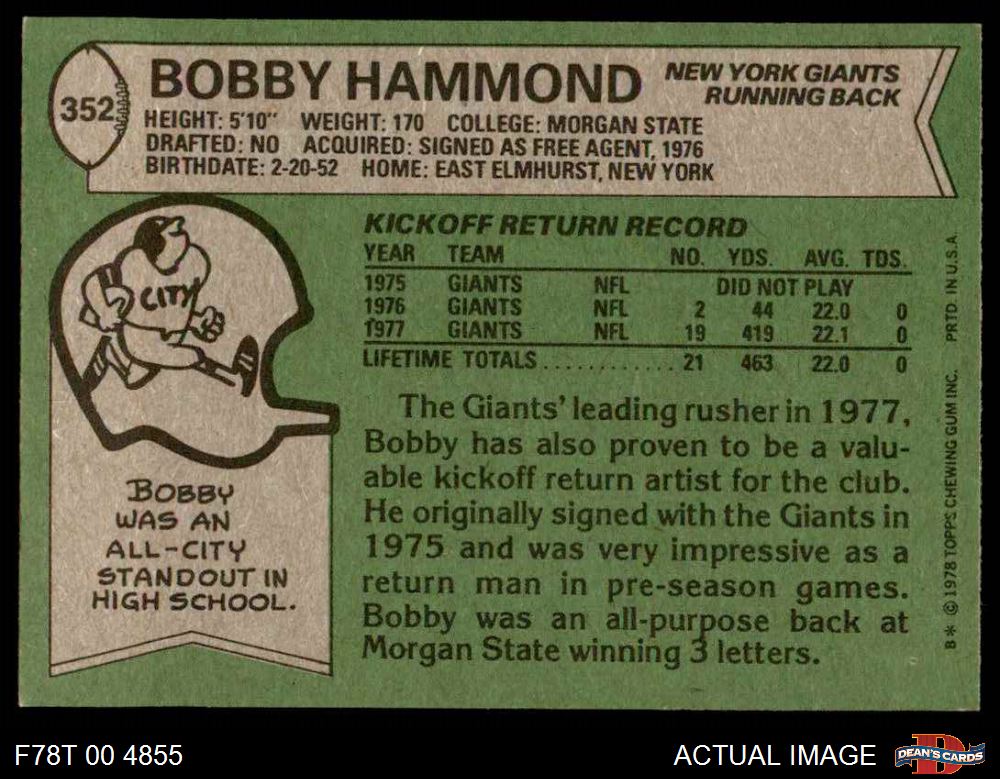 352
BOBBY HAMMOND
NEW YORK GIANTS
RUNNING BACK
HEIGHT: 5'10" WEIGHT: 170 COLLEGE: MORGAN STATE
DRAFTED: NO ACQUIRED: SIGNED AS FREE AGENT, 1976
BIRTHDATE: 2-20-52 HOME: EAST ELMHURST, NEW YORK
CITY
BOBBY
WAS AN
ALL-CITY
STANDOUT IN
HIGH SCHOOL.
KICKOFF RETURN RECORD
YEAR TEAM NO. YDS. AVG. TDS.
1975 GIANTS NFL DID NOT PLAY
1976 GIANTS NFL 2 44 22.0 0
1977 GIANTS NFL 19 419 22.1 0
LIFETIME TOTALS ............ 21 463 22.0 0
The Giants' leading rusher in 1977,
Bobby has also proven to be a valu-
able kickoff return artist for the club.
He originally signed with the Giants in
1975 and was very impressive as a
return man in pre-season games.
Bobby was an all-purpose back at
Morgan State winning 3 letters.
B* © 1978 TOPPS CHEWING GUM INC. PRTD. IN U.S.A.
F78T 00 4855
ACTUAL IMAGE
DEAN'S CARDS